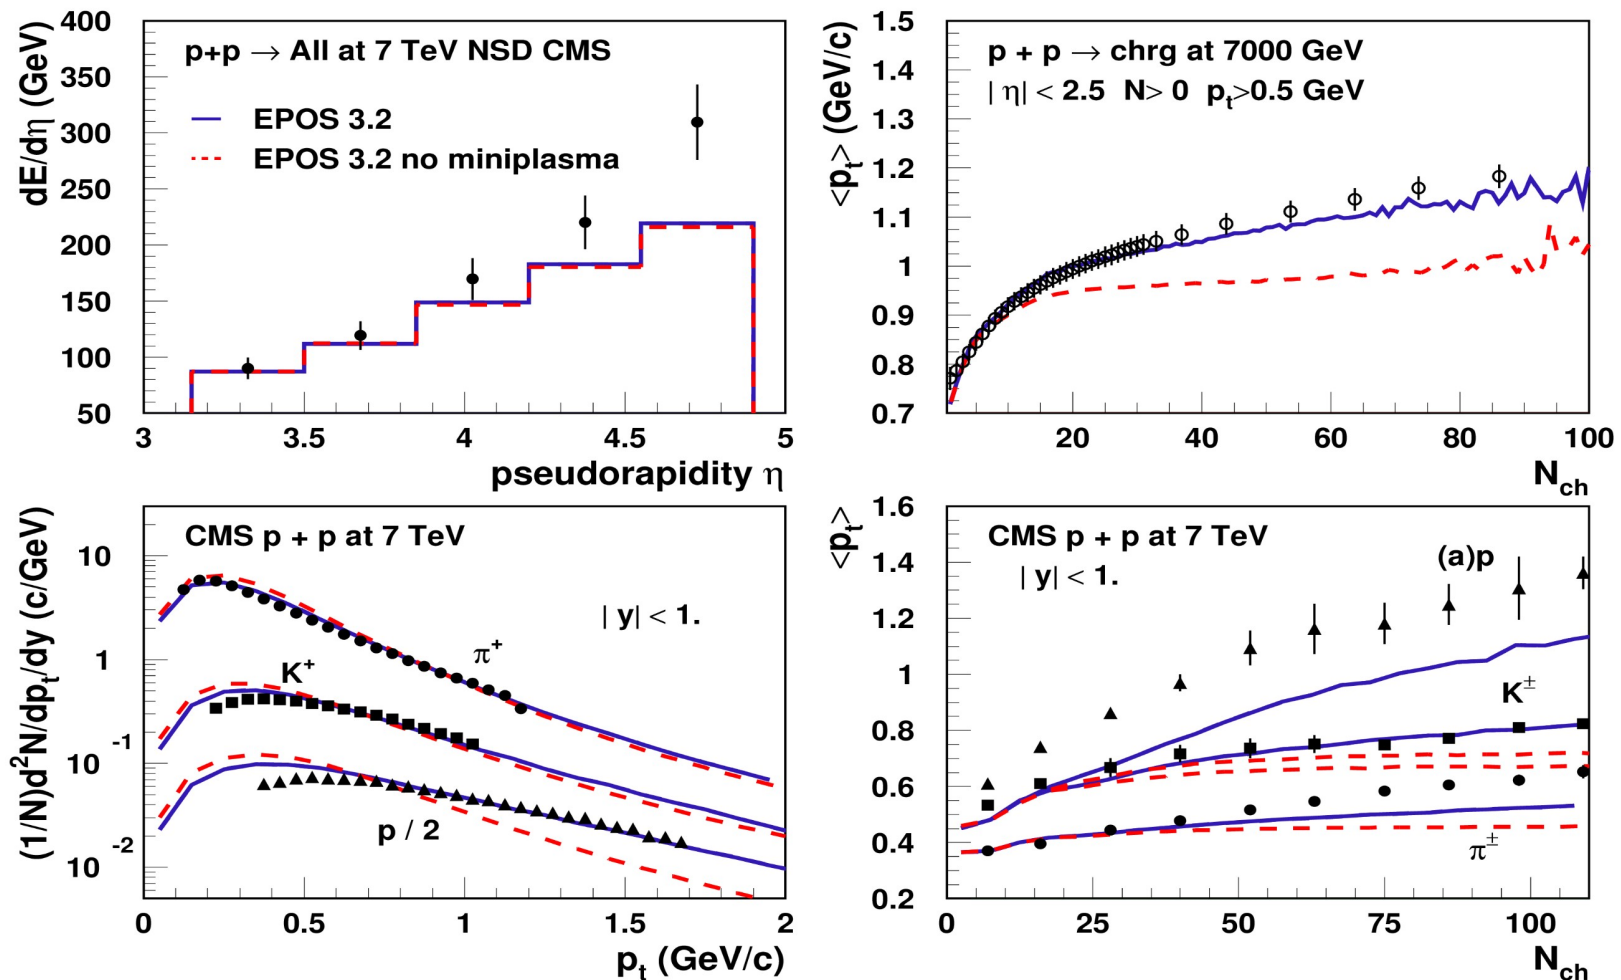 dE/dη (GeV)
400
350
300
250
200
150
100
50
p+p → All at 7 TeV NSD CMS
EPOS 3.2
EPOS 3.2 no miniplasma
3 3.5 4 4.5 5
pseudorapidity η
<pt> (GeV/c)
1.5
1.4
1.3
1.2
1.1
1
0.9
0.8
0.7
p + p → chrg at 7000 GeV
| η| < 2.5 N> 0 pt>0.5 GeV
20 40 60 80 100
Nch
(1/N)d²N/dpt/dy (c/GeV)
10
1
10⁻¹
10⁻²
CMS p + p at 7 TeV
| y| < 1.
π⁺
K⁺
p / 2
0 0.5 1 1.5 2
pt (GeV/c)
<pt>
1.6
1.4
1.2
1
0.8
0.6
0.4
0.2
CMS p + p at 7 TeV
| y| < 1.
(a)p
K±
π±
0 25 50 75 100
Nch